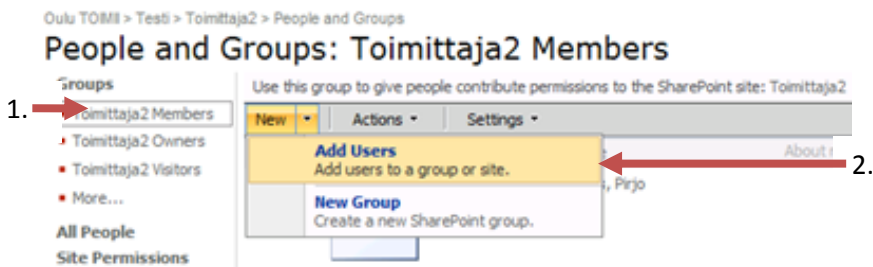 Oulu TOIMII > Testi > Toimittaja2 > People and Groups
People and Groups: Toimittaja2 Members
Groups
Use this group to give people contribute permissions to the SharePoint site: Toimittaja2
1.
Toimittaja2 Members
New Actions Settings
Toimittaja2 Owners
Toimittaja2 Visitors
More...
Add Users
Add users to a group or site.
About
2.
, Pirjo
New Group
Create a new SharePoint group.
All People
Site Permissions